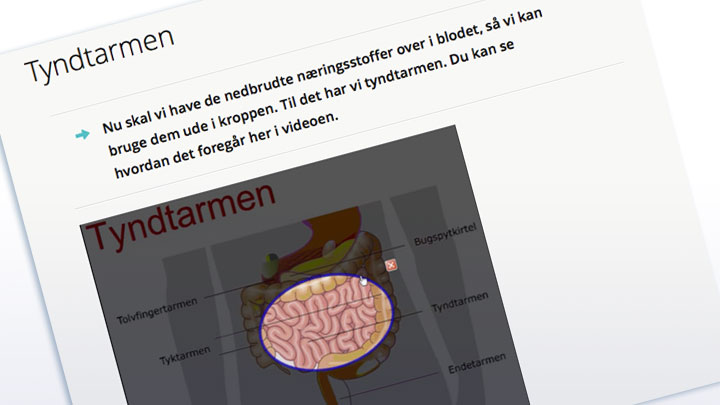 Tyndtarmen
Nu skal vi have de nedbrudte næringsstoffer over i blodet, så vi kan
bruge dem ude i kroppen. Til det har vi tyndtarmen. Du kan se
hvordan det foregår her i videoen.
Tyndtarmen
Bugspytkirtel
Tolvfingertarmen
Tyndtarmen
Tyktarmen
Endetarmen